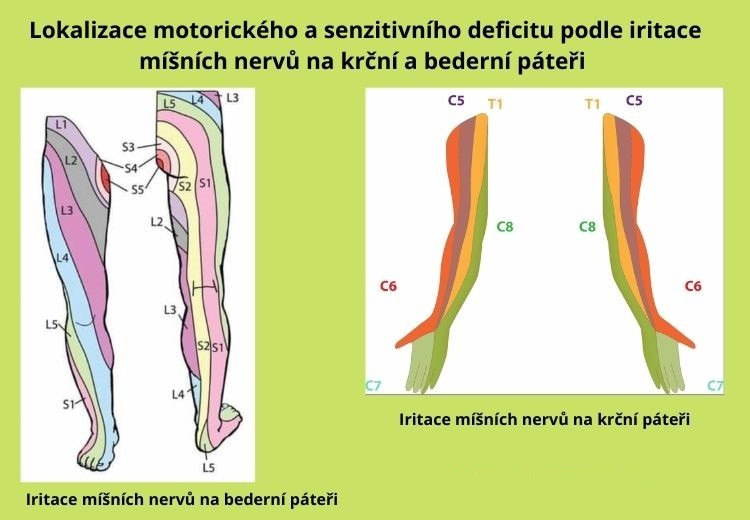 Lokalizace motorického a senzitivního deficitu podle iritace
míšních nervů na krční a bederní páteři
L5 L4 L3
L1
S3
L2
S4
S5
S2 S1
L3
L2
L4
L3
L5
S2 S1
L4
S1
L5
Iritace míšních nervů na bederní páteři
C5 T1 T1 C5
C8 C8
C6 C6
C7 C7
Iritace míšních nervů na krční páteři